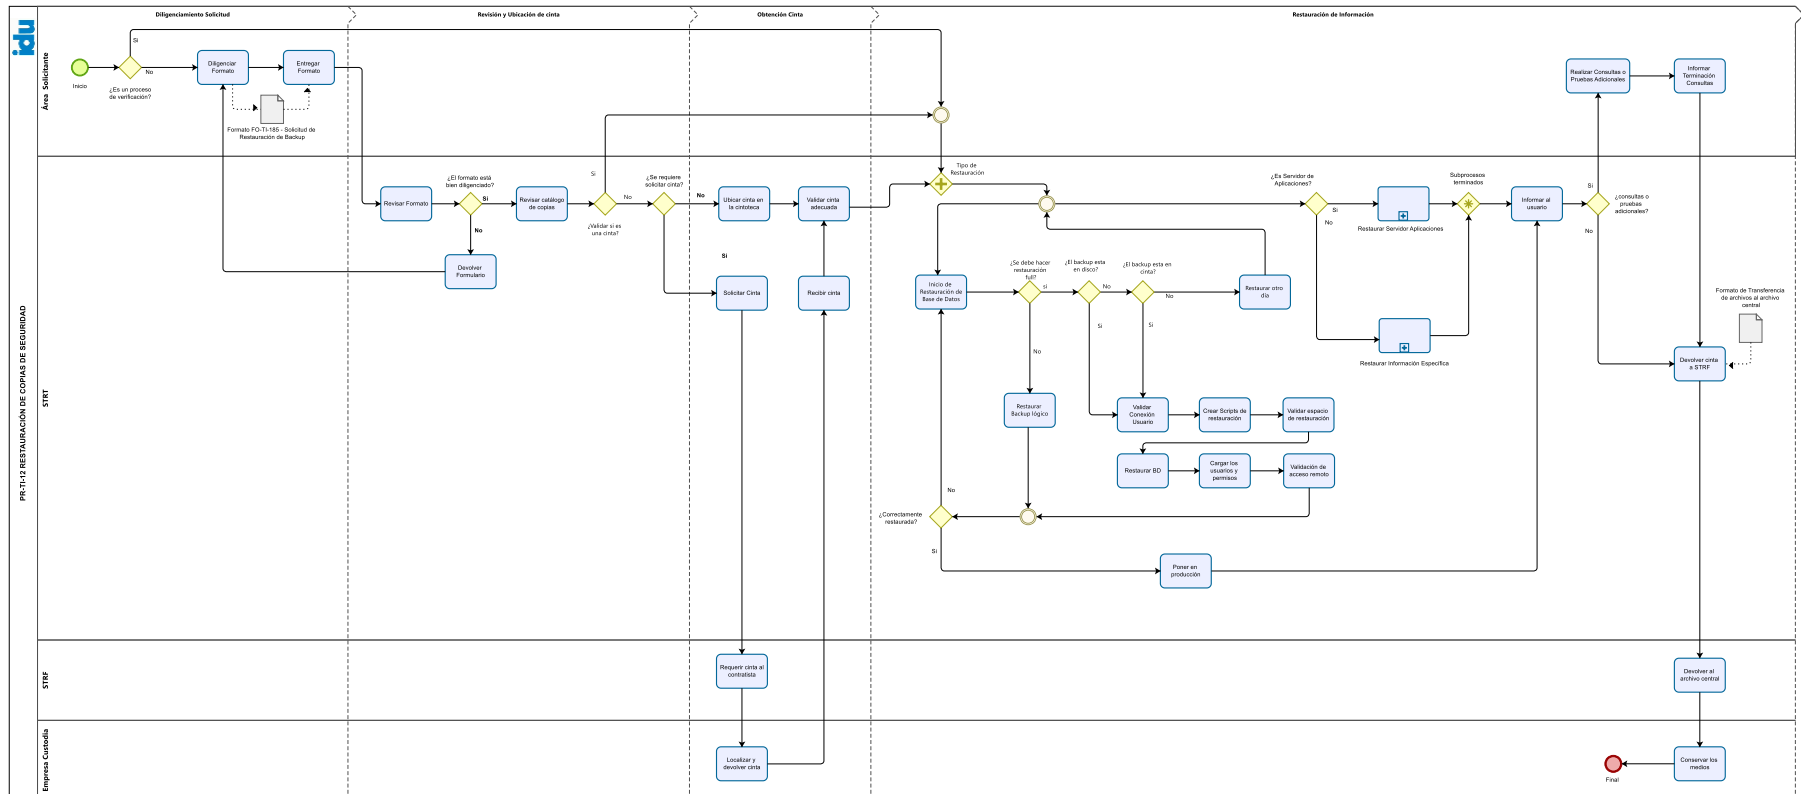 idu
PR-TI-12 RESTAURACIÓN DE COPIAS DE SEGURIDAD
Diligenciamiento Solicitud
Revisión y Ubicación de cinta
Obtención Cinta
Restauración de Información
Área Solicitante
Inicio
¿Es un proceso
de verificación?
Si
No
Diligenciar
Formato
Entregar
Formato
Formato FO-TI-185 - Solicitud de
Restauración de Backup
Realizar Consultas o
Pruebas Adicionales
Informar
Terminación
Consultas
STRT
Revisar Formato
¿El formato está
bien diligenciado?
Si
No
Devolver
Formulario
Revisar catálogo
de copias
Si
No
¿Validar si es
una cinta?
¿Se requiere
solicitar cinta?
No
Si
Ubicar cinta en
la cintoteca
Validar cinta
adecuada
Solicitar Cinta
Recibir cinta
Tipo de
Restauración
Inicio de
Restauración de
Base de Datos
¿Se debe hacer
restauración
full?
si
No
¿El backup esta
en disco?
No
Si
¿El backup esta en
cinta?
No
Si
Restaurar otro
día
Restaurar
Backup lógico
Validar
Conexión
Usuario
Crear Scripts de
restauración
Validar espacio
de restauración
Restaurar BD
Cargar los
usuarios y
permisos
Validación de
acceso remoto
¿Correctamente
restaurada?
No
Si
Poner en
producción
¿Es Servidor de
Aplicaciones?
Si
No
Restaurar Servidor Aplicaciones
Restaurar Información Específica
Subprocesos
terminados
Informar al
usuario
Si
No
¿consultas o
pruebas
adicionales?
Formato de Transferencia
de archivos al archivo
central
Devolver cinta
a STRF
STRF
Requerir cinta al
contratista
Devolver al
archivo central
Empresa Custodia
Localizar y
devolver cinta
Final
Conservar los
medios